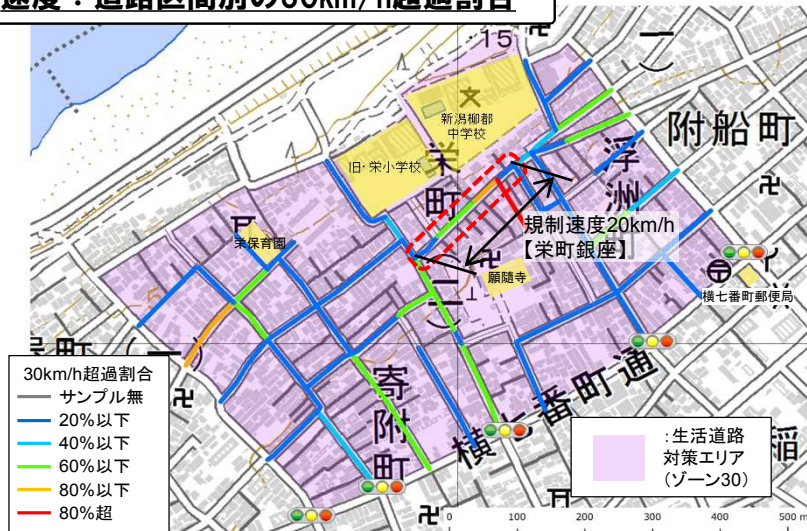 速度：道路区間別の30km/h超過割合
15
新潟柳都
中学校
旧・栄小学校
栄町
(二)
附船町
浮洲町
規制速度20km/h
【栄町銀座】
栄保育園
願随寺
横七番町郵便局
横七番町通
寄附町
稲
30km/h超過割合
サンプル無
20%以下
40%以下
60%以下
80%以下
80%超
:生活道路
対策エリア
（ゾーン30）
0 100 200 300 400 500 m